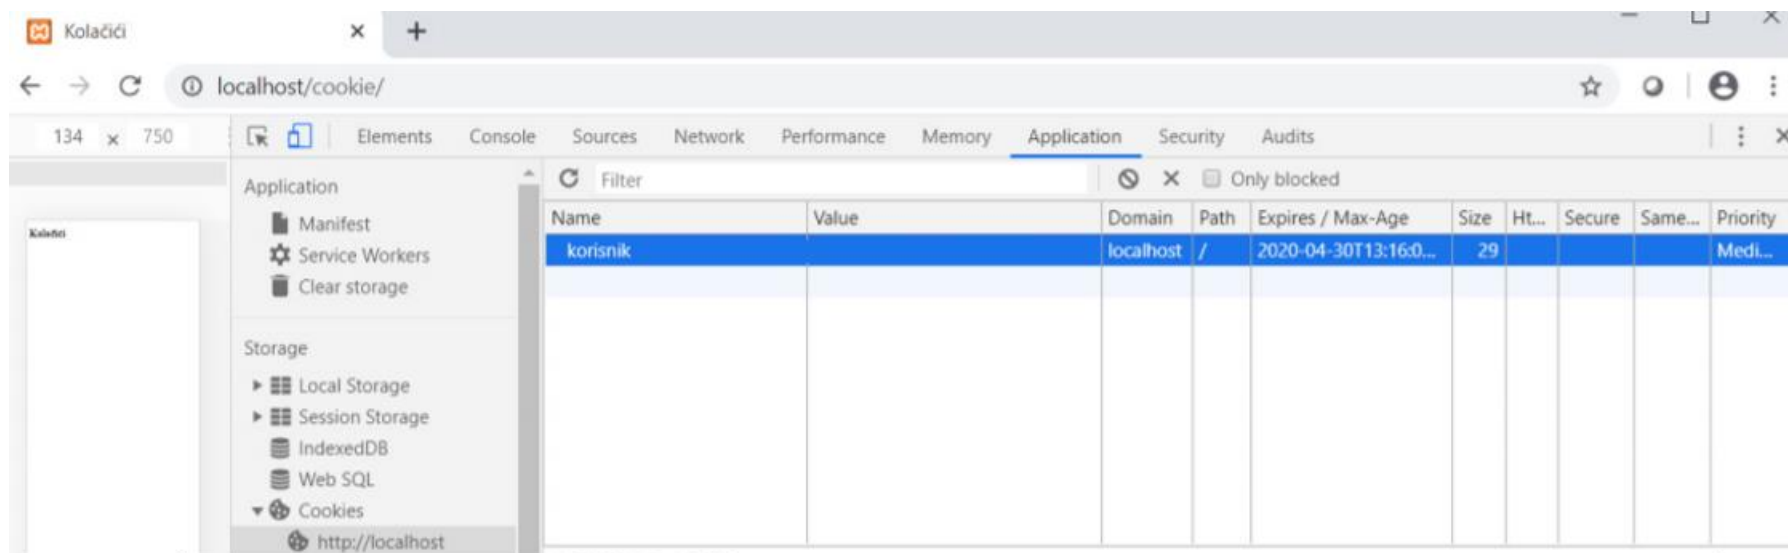 Kolačići
localhost/cookie/
134 x 750
Elements Console Sources Network Performance Memory Application Security Audits
Application
Manifest
Service Workers
Clear storage
Storage
Local Storage
Session Storage
IndexedDB
Web SQL
Cookies
http://localhost
Filter
Only blocked
Name Value Domain Path Expires / Max-Age Size Ht... Secure Same... Priority
korisnik localhost / 2020-04-30T13:16:0... 29 Medi...
Kolačići